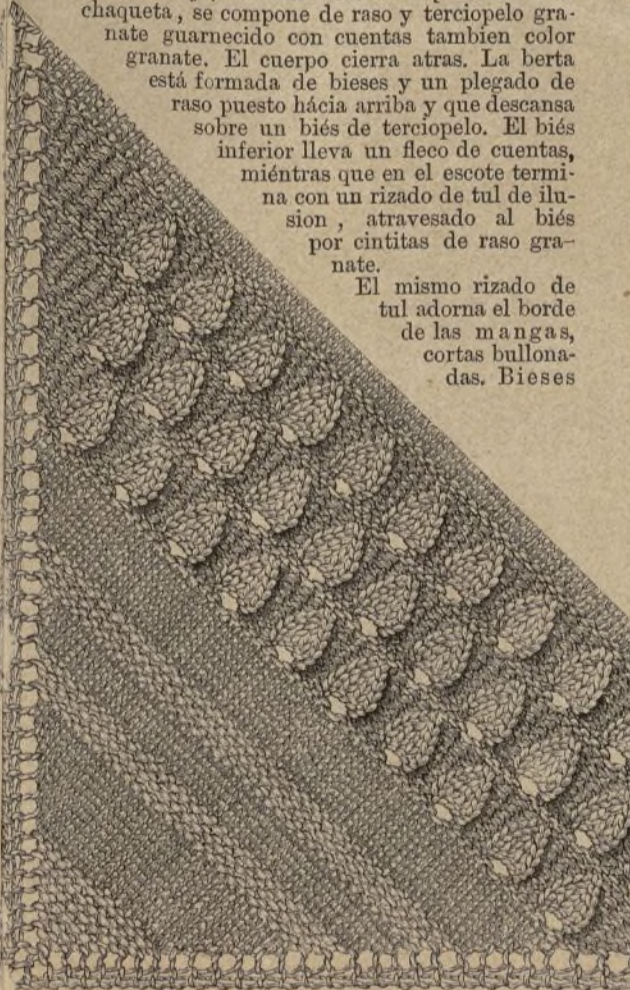 chaqueta, se compone de raso y terciopelo gra-
nate guarnecido con cuentas tambien color
granate. El cuerpo cierra atras. La berta
está formada de bieses y un plegado de
raso puesto hácia arriba y que descansa
sobre un biés de terciopelo. El biés
inferior lleva un fleco de cuentas,
miéntras que en el escote termi-
na con un rizado de tul de ilu-
sion , atravesado al biés
por cintitas de raso gra-
nate.
El mismo rizado de
tul adorna el borde
de las mangas,
cortas bullona-
das. Bieses